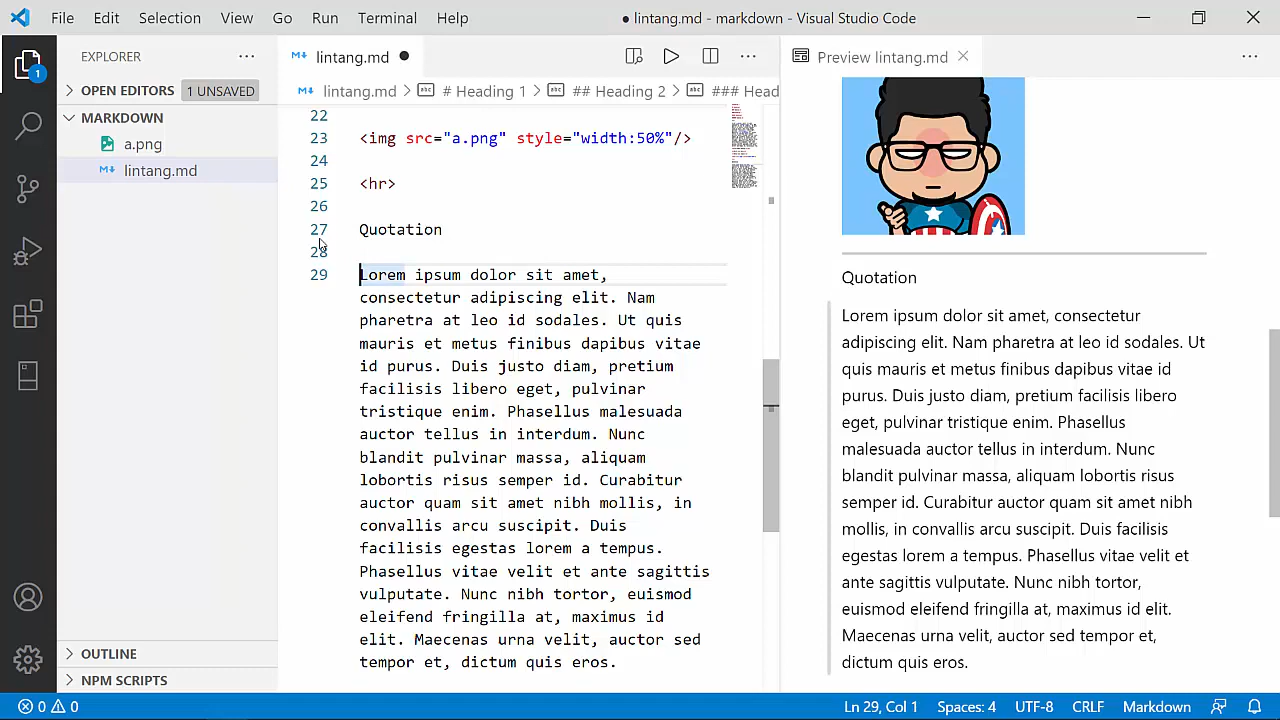 File Edit Selection View Go Run Terminal Help ● lintang.md - markdown - Visual Studio Code
EXPLORER ···
1
OPEN EDITORS 1 UNSAVED
MARKDOWN
a.png
lintang.md
OUTLINE
NPM SCRIPTS
lintang.md ●
lintang.md > # Heading 1 > ## Heading 2 > ### Head
22
23 <img src="a.png" style="width:50%"/>
24
25 <hr>
26
27 Quotation
28
29 Lorem ipsum dolor sit amet,
consectetur adipiscing elit. Nam
pharetra at leo id sodales. Ut quis
mauris et metus finibus dapibus vitae
id purus. Duis justo diam, pretium
facilisis libero eget, pulvinar
tristique enim. Phasellus malesuada
auctor tellus in interdum. Nunc
blandit pulvinar massa, aliquam
lobortis risus semper id. Curabitur
auctor quam sit amet nibh mollis, in
convallis arcu suscipit. Duis
facilisis egestas lorem a tempus.
Phasellus vitae velit et ante sagittis
vulputate. Nunc nibh tortor, euismod
eleifend fringilla at, maximus id
elit. Maecenas urna velit, auctor sed
tempor et, dictum quis eros.
Preview lintang.md
Quotation
Lorem ipsum dolor sit amet, consectetur
adipiscing elit. Nam pharetra at leo id sodales. Ut
quis mauris et metus finibus dapibus vitae id
purus. Duis justo diam, pretium facilisis libero
eget, pulvinar tristique enim. Phasellus
malesuada auctor tellus in interdum. Nunc
blandit pulvinar massa, aliquam lobortis risus
semper id. Curabitur auctor quam sit amet nibh
mollis, in convallis arcu suscipit. Duis facilisis
egestas lorem a tempus. Phasellus vitae velit et
ante sagittis vulputate. Nunc nibh tortor,
euismod eleifend fringilla at, maximus id elit.
Maecenas urna velit, auctor sed tempor et,
dictum quis eros.
0 0 Ln 29, Col 1 Spaces: 4 UTF-8 CRLF Markdown